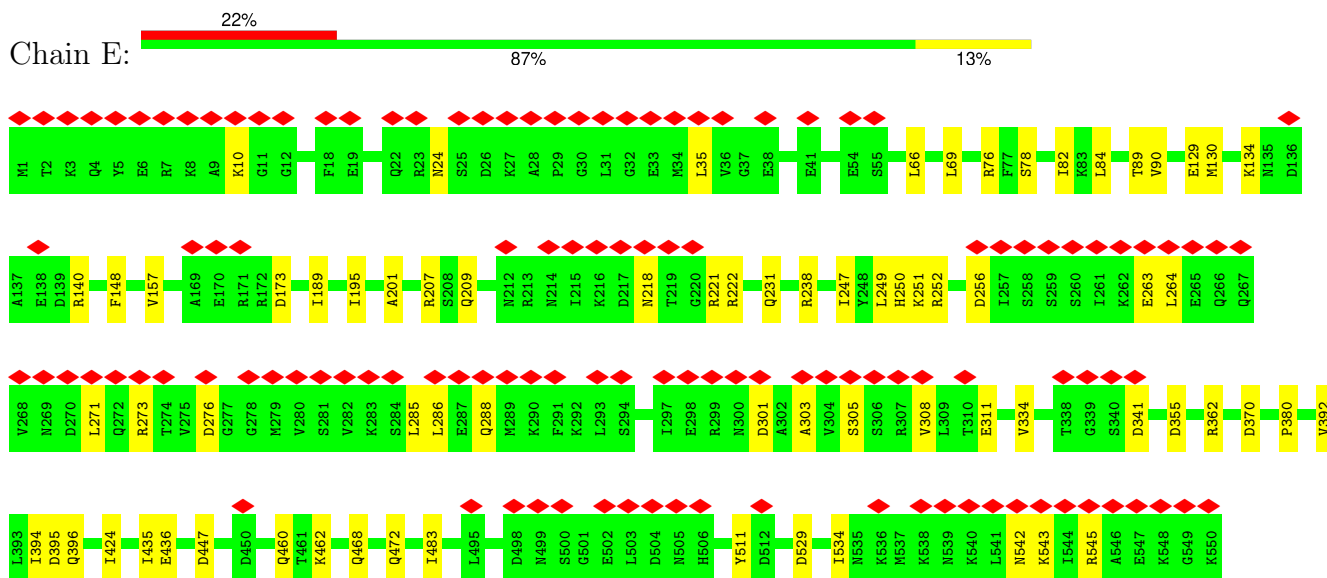 22%
Chain E:
87% 13%
M1 T2 K3 Q4 Y5 E6 R7 K8 A9 K10 G11 G12 F18 E19 Q22 R23 N24 S25 D26 K27 A28 P29 G30 L31 G32 E33 M34 L35 V36 G37 E38 E41 E54 S55 L66 L69 R76 F77 S78 I82 K83 L84 T89 V90 E129 M130 K134 N135 D136
A137 E138 D139 R140 F148 V157 A169 E170 R171 R172 D173 I189 I195 A201 R207 S208 Q209 N212 R213 N214 I215 K216 D217 N218 T219 G220 R221 R222 Q231 R238 I247 Y248 L249 H250 K251 R252 D256 I257 S258 S259 S260 I261 K262 E263 L264 E265 Q266 Q267
V268 N269 D270 L271 Q272 R273 T274 V275 D276 G277 G278 M279 V280 S281 V282 K283 S284 L285 L286 E287 Q288 M289 K290 F291 K292 L293 S294 I297 E298 R299 N300 D301 A302 A303 V304 S305 S306 R307 V308 L309 T310 E311 V334 T338 G339 S340 D341 D355 R362 D370 P380 V392
L393 I394 D395 Q396 I424 I435 E436 D447 D450 Q460 T461 K462 Q468 Q472 I483 L495 D498 N499 S500 G501 E502 L503 D504 N505 H506 Y511 D512 D529 I534 N535 K536 M537 K538 N539 K540 L541 N542 K543 I544 R545 A546 E547 K548 G549 K550